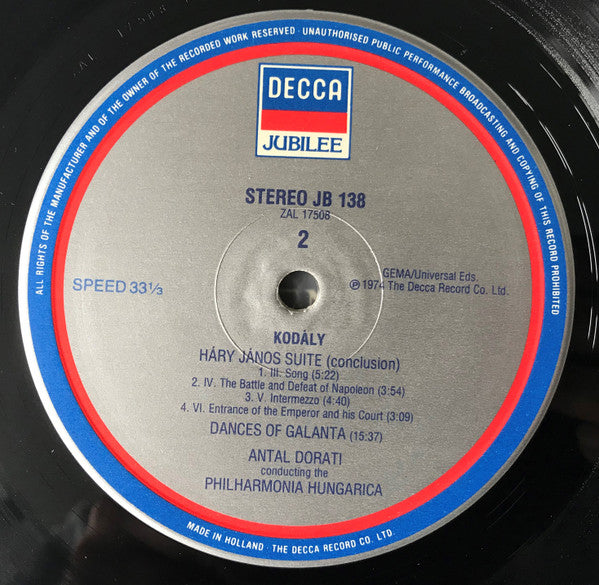 ALL RIGHTS OF THE MANUFACTURER AND OF THE OWNER OF THE RECORDED WORK RESERVED · UNAUTHORISED PUBLIC PERFORMANCE BROADCASTING AND COPYING OF THIS RECORD PROHIBITED
DECCA
JUBILEE
STEREO JB 138
ZAL 17508
2
SPEED 33⅓
GEMA/Universal Eds.
℗ 1974 The Decca Record Co. Ltd.
KODÁLY
HÁRY JÁNOS SUITE (conclusion)
1. III. Song (5:22)
2. IV. The Battle and Defeat of Napoleon (3:54)
3. V. Intermezzo (4:40)
4. VI. Entrance of the Emperor and his Court (3:09)
DANCES OF GALANTA (15:37)
ANTAL DORATI
conducting the
PHILHARMONIA HUNGARICA
MADE IN HOLLAND · THE DECCA RECORD CO. LTD.